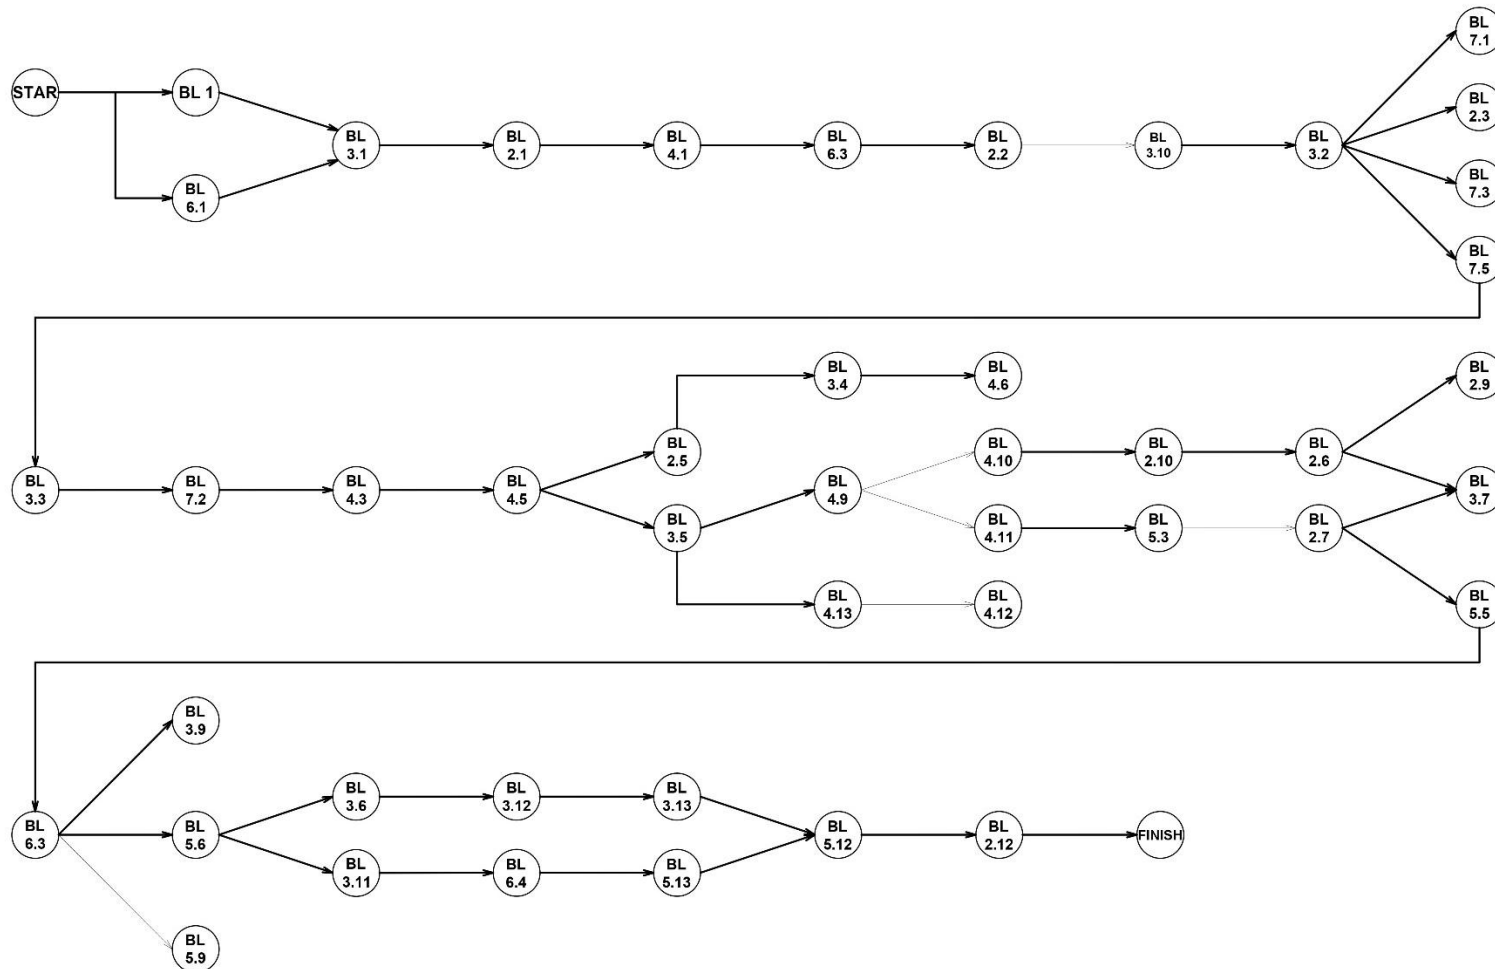 STAR
BL 1
BL
6.1
BL
3.1
BL
2.1
BL
4.1
BL
6.3
BL
2.2
BL
3.10
BL
3.2
BL
7.1
BL
2.3
BL
7.3
BL
7.5
BL
3.3
BL
7.2
BL
4.3
BL
4.5
BL
2.5
BL
3.5
BL
3.4
BL
4.6
BL
4.9
BL
4.10
BL
2.10
BL
2.6
BL
4.11
BL
5.3
BL
2.7
BL
4.13
BL
4.12
BL
2.9
BL
3.7
BL
5.5
BL
6.3
BL
3.9
BL
5.6
BL
5.9
BL
3.6
BL
3.12
BL
3.13
BL
3.11
BL
6.4
BL
5.13
BL
5.12
BL
2.12
FINISH